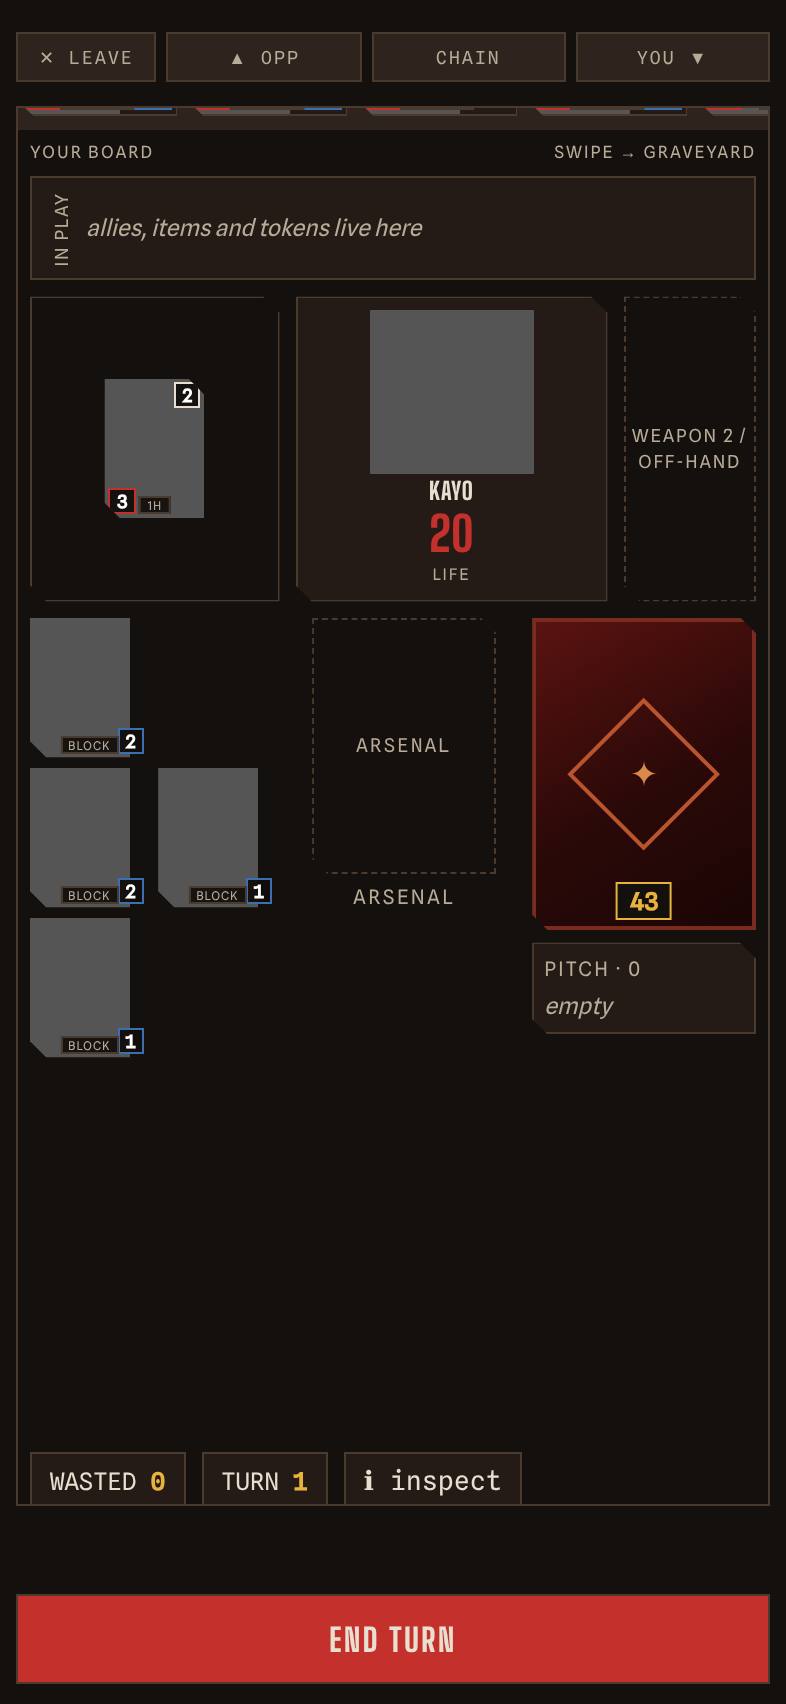 ✕ LEAVE
▲ OPP
CHAIN
YOU ▼
YOUR BOARD
SWIPE → GRAVEYARD
IN PLAY
allies, items and tokens live here
2
3
1H
KAYO
20
LIFE
WEAPON 2 /
OFF-HAND
BLOCK 2
BLOCK 2
BLOCK 1
BLOCK 1
ARSENAL
ARSENAL
43
PITCH · 0
empty
WASTED 0
TURN 1
ℹ inspect
END TURN